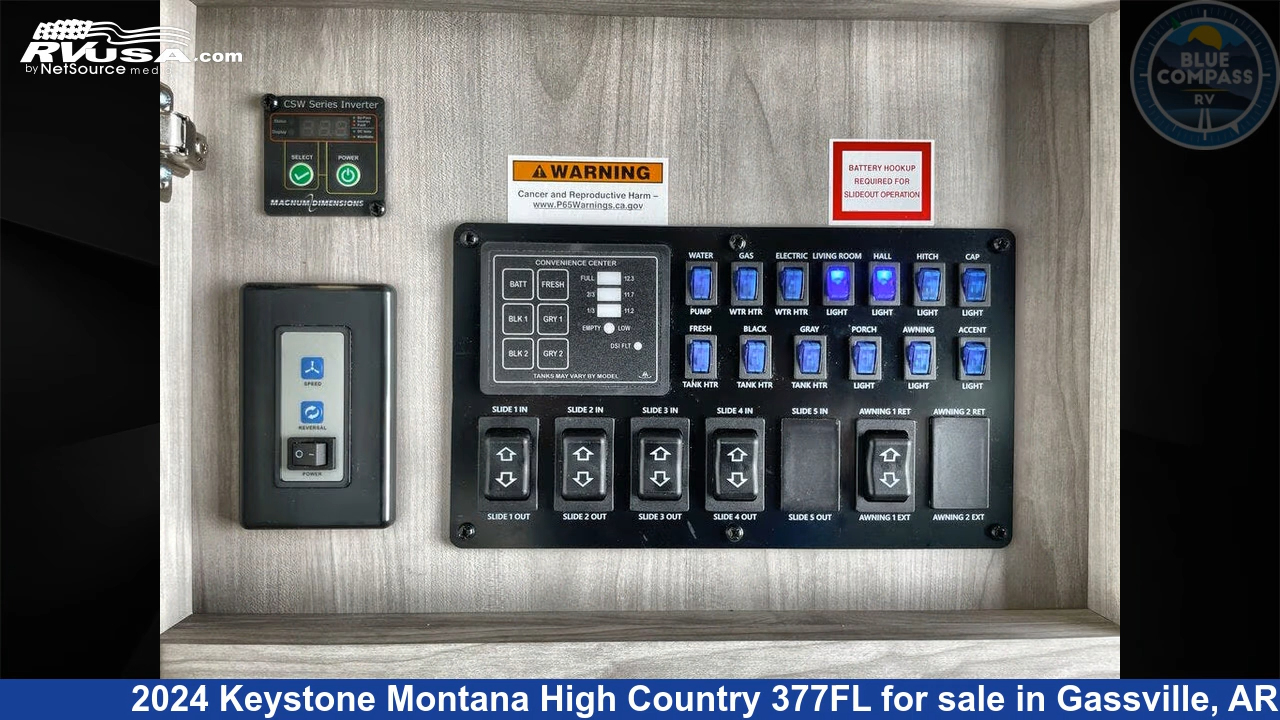 RVUSA.com
by NetSource media
BLUE
COMPASS
RV
CSW Series Inverter
Status
Display
SELECT POWER
MAGNUM DIMENSIONS
WARNING
Cancer and Reproductive Harm –
www.P65Warnings.ca.gov
BATTERY HOOKUP
REQUIRED FOR
SLIDEOUT OPERATION
SPEED
REVERSAL
POWER
CONVENIENCE CENTER
BATT FRESH
BLK 1 GRY 1
BLK 2 GRY 2
FULL 12.3
2/3 11.7
1/3 11.2
EMPTY LOW
DSI FLT
TANKS MAY VARY BY MODEL
WATER GAS ELECTRIC LIVING ROOM HALL HITCH CAP
PUMP WTR HTR WTR HTR LIGHT LIGHT LIGHT LIGHT
FRESH BLACK GRAY PORCH AWNING ACCENT
TANK HTR TANK HTR TANK HTR LIGHT LIGHT LIGHT
SLIDE 1 IN SLIDE 2 IN SLIDE 3 IN SLIDE 4 IN SLIDE 5 IN AWNING 1 RET AWNING 2 RET
SLIDE 1 OUT SLIDE 2 OUT SLIDE 3 OUT SLIDE 4 OUT SLIDE 5 OUT AWNING 1 EXT AWNING 2 EXT
2024 Keystone Montana High Country 377FL for sale in Gassville, AR